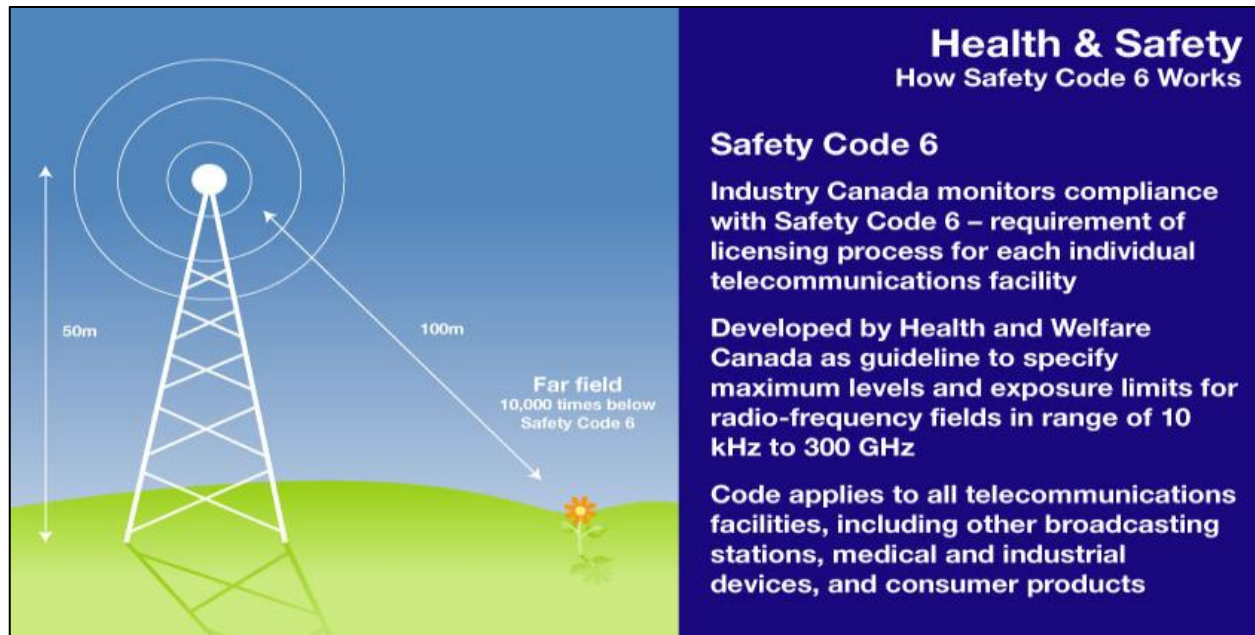 Health & Safety
How Safety Code 6 Works
50m
100m
Far field
10,000 times below
Safety Code 6
Safety Code 6
Industry Canada monitors compliance
with Safety Code 6 – requirement of
licensing process for each individual
telecommunications facility
Developed by Health and Welfare
Canada as guideline to specify
maximum levels and exposure limits for
radio-frequency fields in range of 10
kHz to 300 GHz
Code applies to all telecommunications
facilities, including other broadcasting
stations, medical and industrial
devices, and consumer products